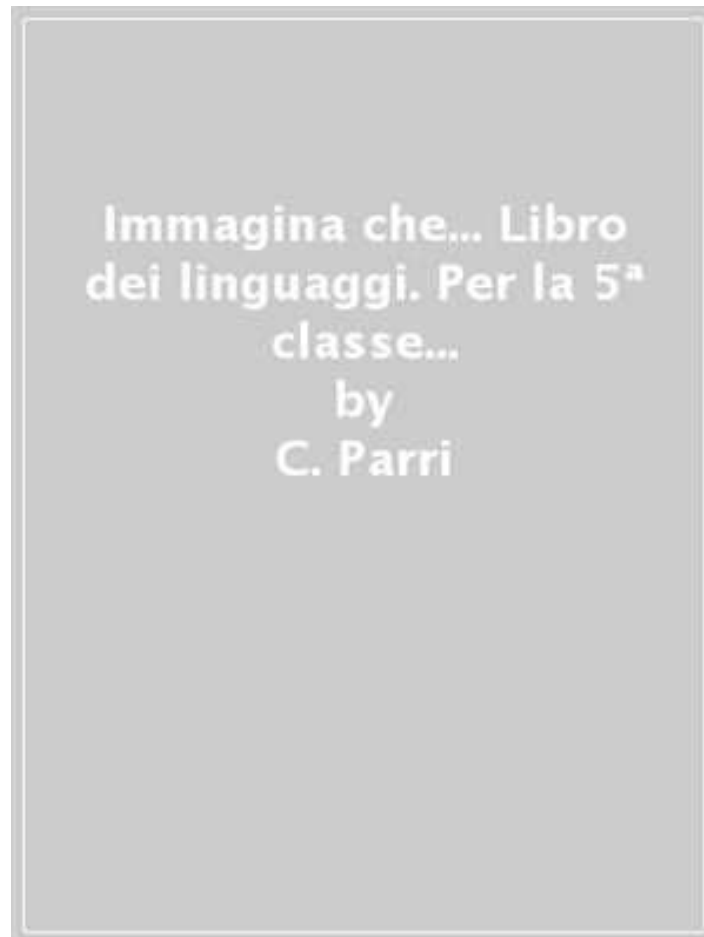 Immagina che... Libro
dei linguaggi. Per la 5ª
classe...
by
C. Parri